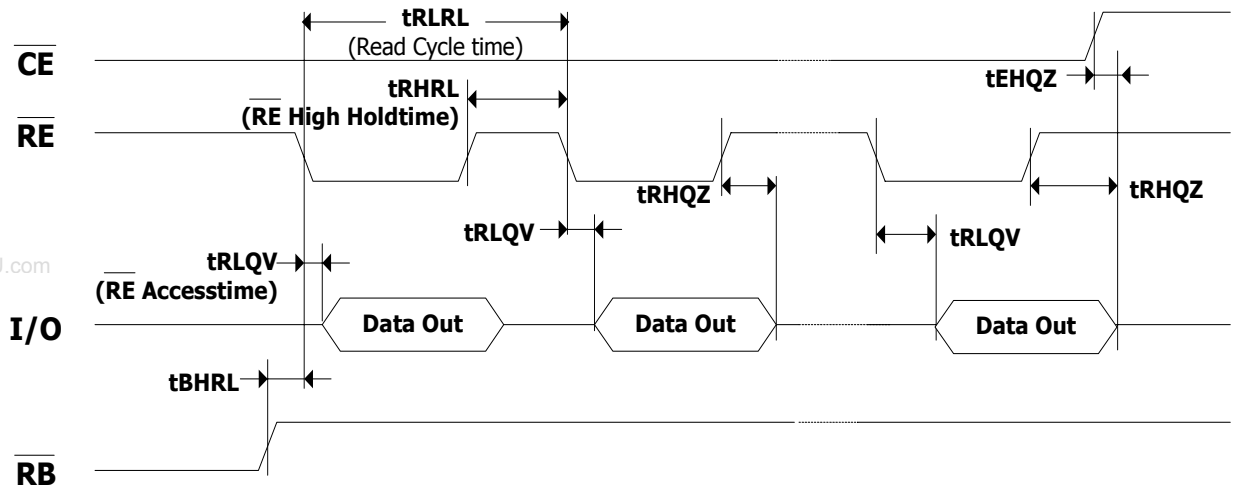 tRLRL
(Read Cycle time)
CE
tEHQZ
tRHRL
(RE High Holdtime)
RE
tRHQZ
tRHQZ
tRLQV
tRLQV
J.com
tRLQV
(RE Accesstime)
I/O
Data Out
Data Out
Data Out
tBHRL
RB